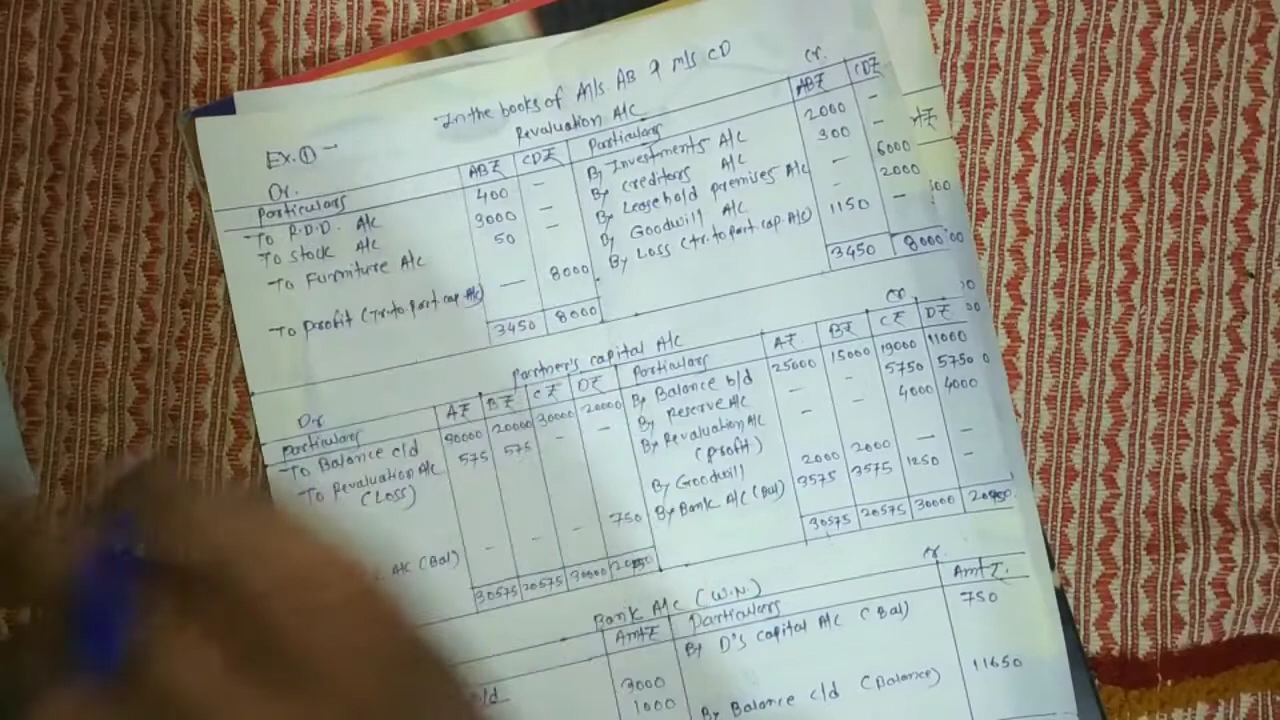 In the books of M/s AB & M/s CD
Ex.① -
Revaluation A/c
Dr. Cr.
Particulars AB₹ CD₹ Particulars AB₹ CD₹
To R.D.D. A/c 400 - By Investments A/c 2000 -
To Stock A/c 3000 - By creditors A/c 300 -
To Furniture A/c 50 - By Leasehold premises A/c - 6000
By Goodwill A/c 2000
To profit (Tr. to Part. cap. A/c) - 8000 By Loss (tr. to part. cap. A/c) 1150 -
3450 8000 3450 8000
Partner's capital A/c
Dr. cr
Particulars A₹ B₹ C₹ D₹ Particulars A₹ B₹ C₹ D₹
To Balance c/d 20000 30000 20000 By Balance b/d 25000 15000 19000 11000
To Revaluation A/c 575 575 - - By Reserve A/c - - 5750 5750
(Loss) By Revaluation A/c - - 4000 4000
(profit)
By Goodwill 2000 2000 - -
A/c (Bal) - - - 750 By Bank A/c (Bal) 3575 3575 1250 -
30575 20575 30000 30575 20575 30000
Bank A/c (W.N.)
cr.
Amt₹ Particulars Amt₹.
3000 By D's capital A/c (Bal) 750
1000
By Balance c/d (Balance) 11650